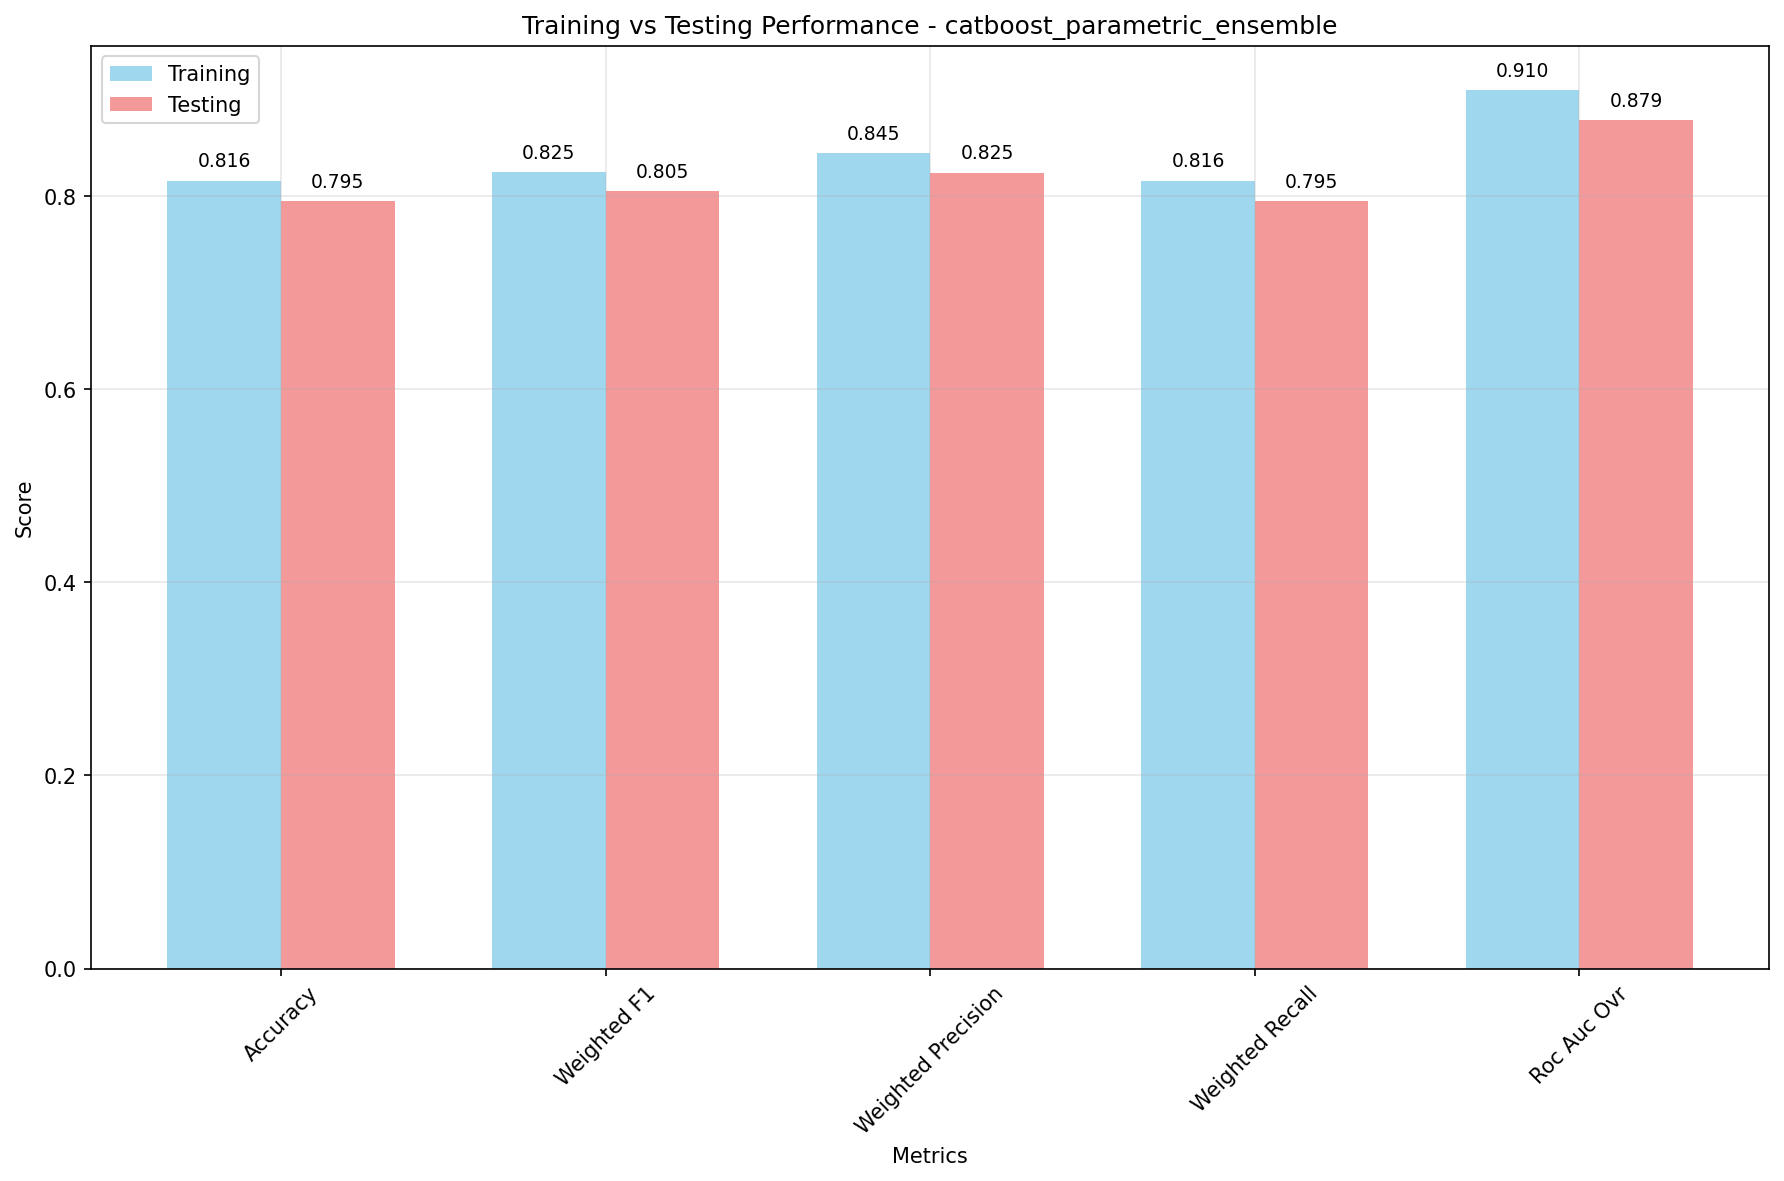 Training vs Testing Performance - catboost_parametric_ensemble
Training
Testing
0.816
0.795
0.825
0.805
0.845
0.825
0.816
0.795
0.910
0.879
Score
0.8
0.6
0.4
0.2
0.0
Accuracy
Weighted F1
Weighted Precision
Weighted Recall
Roc Auc Ovr
Metrics